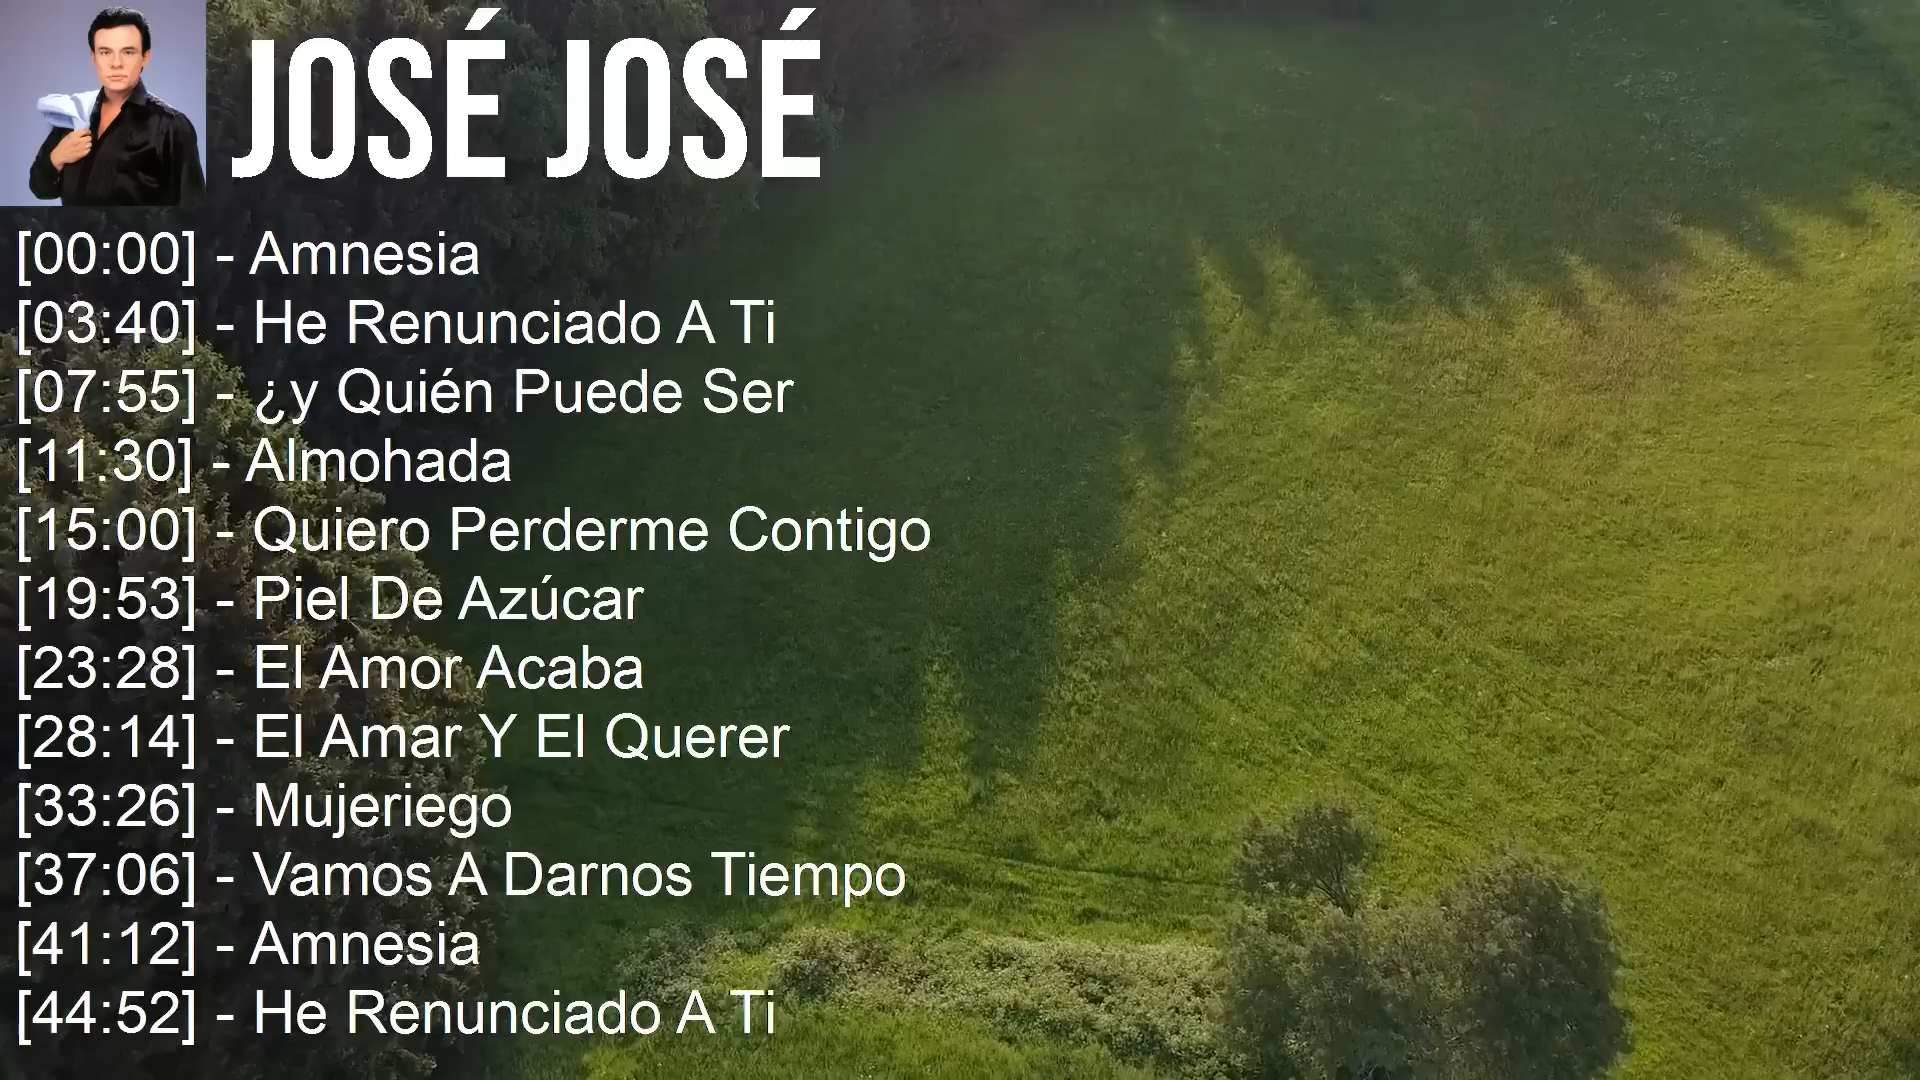 JOSÉ JOSÉ
[00:00] - Amnesia
[03:40] - He Renunciado A Ti
[07:55] - ¿y Quién Puede Ser
[11:30] - Almohada
[15:00] - Quiero Perderme Contigo
[19:53] - Piel De Azúcar
[23:28] - El Amor Acaba
[28:14] - El Amar Y El Querer
[33:26] - Mujeriego
[37:06] - Vamos A Darnos Tiempo
[41:12] - Amnesia
[44:52] - He Renunciado A Ti